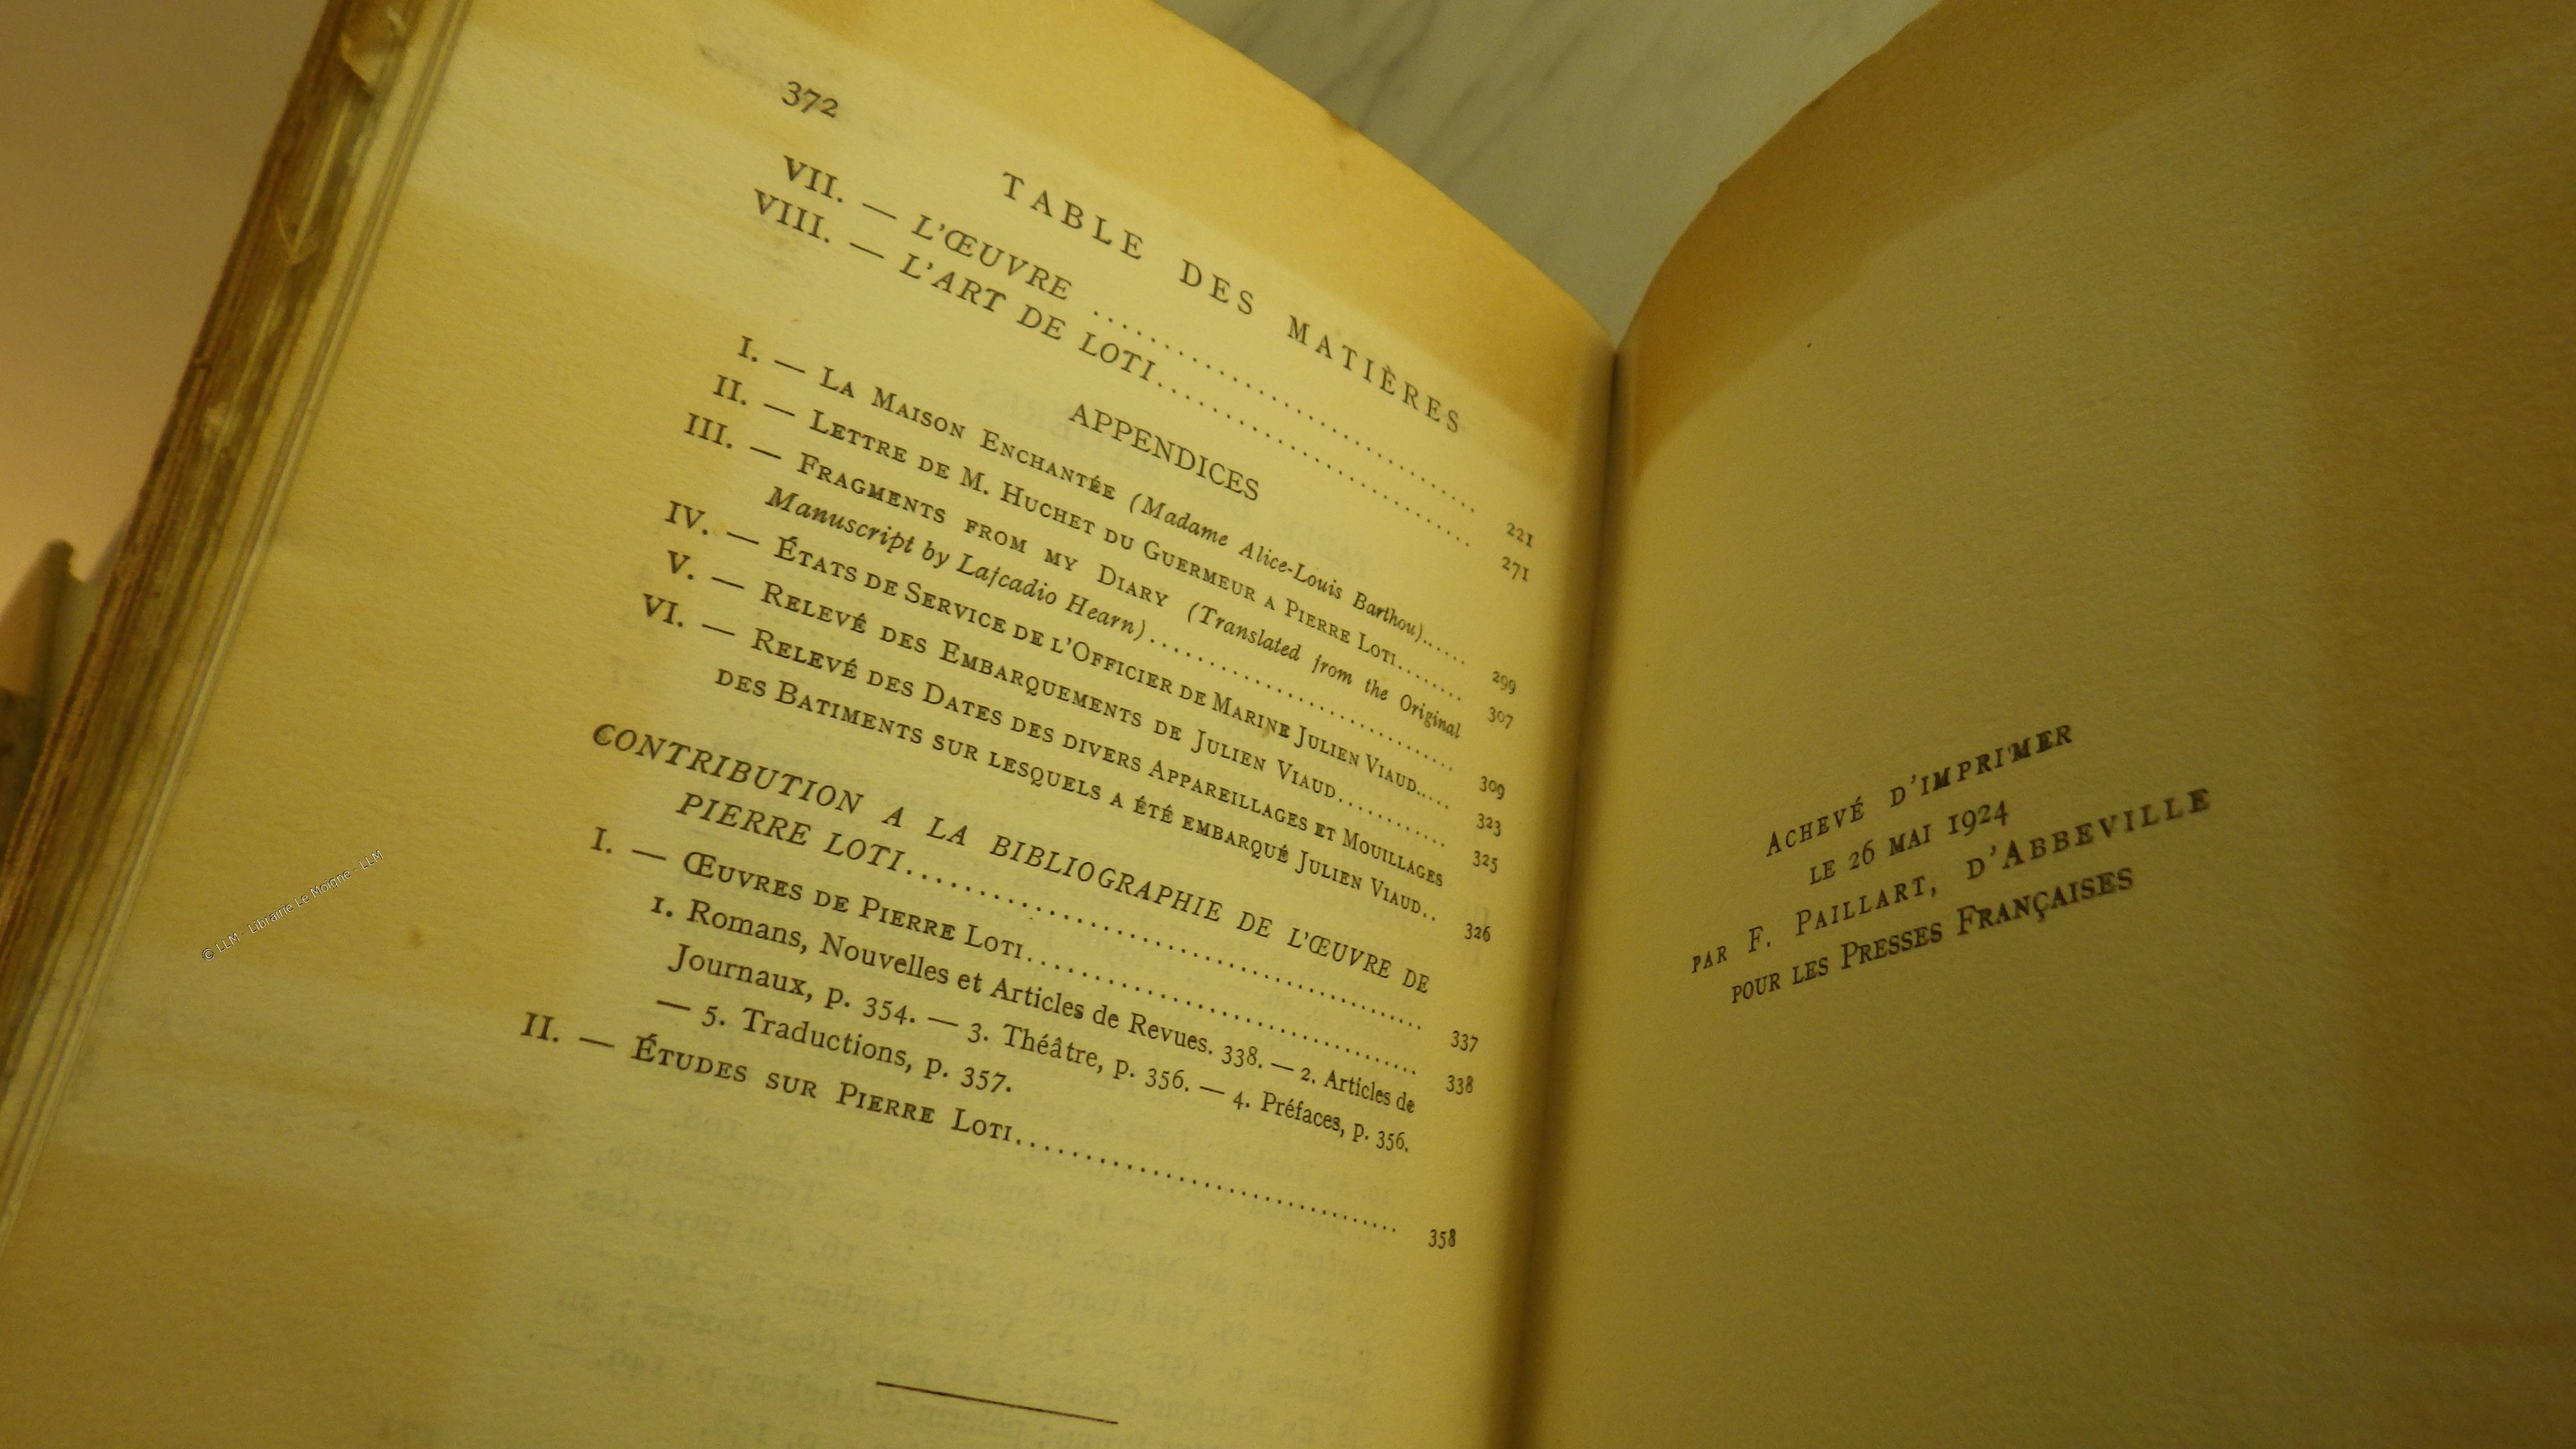 372
TABLE DES MATIÈRES
VII. — L'ŒUVRE .......... 221
VIII. — L'ART DE LOTI.......... 271
APPENDICES
I. — La Maison Enchantée (Madame Alice-Louis Barthou)...... 299
II. — Lettre de M. Huchet du Guermeur a Pierre Loti........ 307
III. — Fragments from my Diary (Translated from the Original
Manuscript by Lafcadio Hearn).......... 309
IV. — États de Service de l'Officier de Marine Julien Viaud..... 323
V. — Relevé des Embarquements de Julien Viaud.......... 325
VI. — Relevé des Dates des divers Appareillages et Mouillages
des Batiments sur lesquels a été embarqué Julien Viaud.. 326
CONTRIBUTION A LA BIBLIOGRAPHIE DE L'ŒUVRE DE
PIERRE LOTI.......... 337
I. — Œuvres de Pierre Loti.......... 338
1. Romans, Nouvelles et Articles de Revues. 338. — 2. Articles de
Journaux, p. 354. — 3. Théâtre, p. 356. — 4. Préfaces, p. 356.
— 5. Traductions, p. 357.
II. — Études sur Pierre Loti.......... 358
Achevé d'imprimer
le 26 mai 1924
par F. Paillart, d'Abbeville
pour les Presses Françaises
© LLM - Librairie Le Moigne - LLM